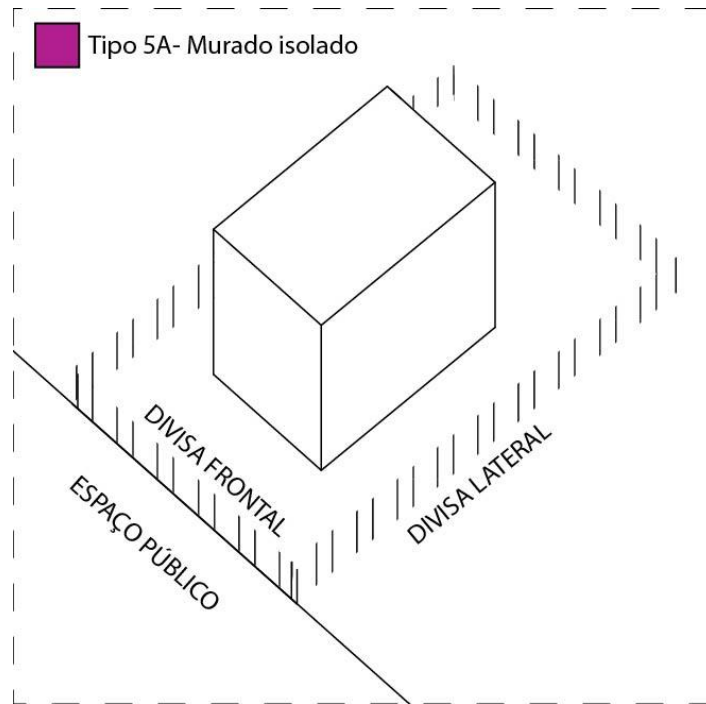 Tipo 5A- Murado isolado
DIVISA FRONTAL
DIVISA LATERAL
ESPAÇO PÚBLICO